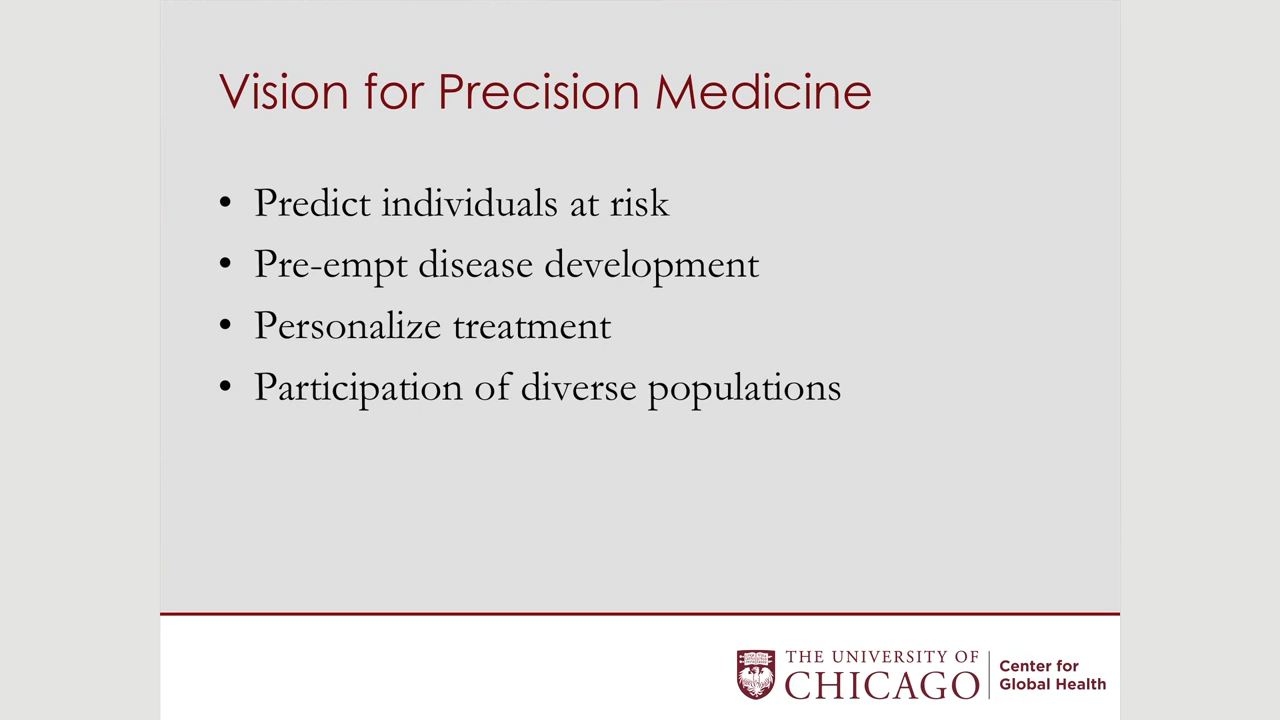 Vision for Precision Medicine
• Predict individuals at risk
• Pre-empt disease development
• Personalize treatment
• Participation of diverse populations
THE UNIVERSITY OF
CHICAGO
Center for
Global Health